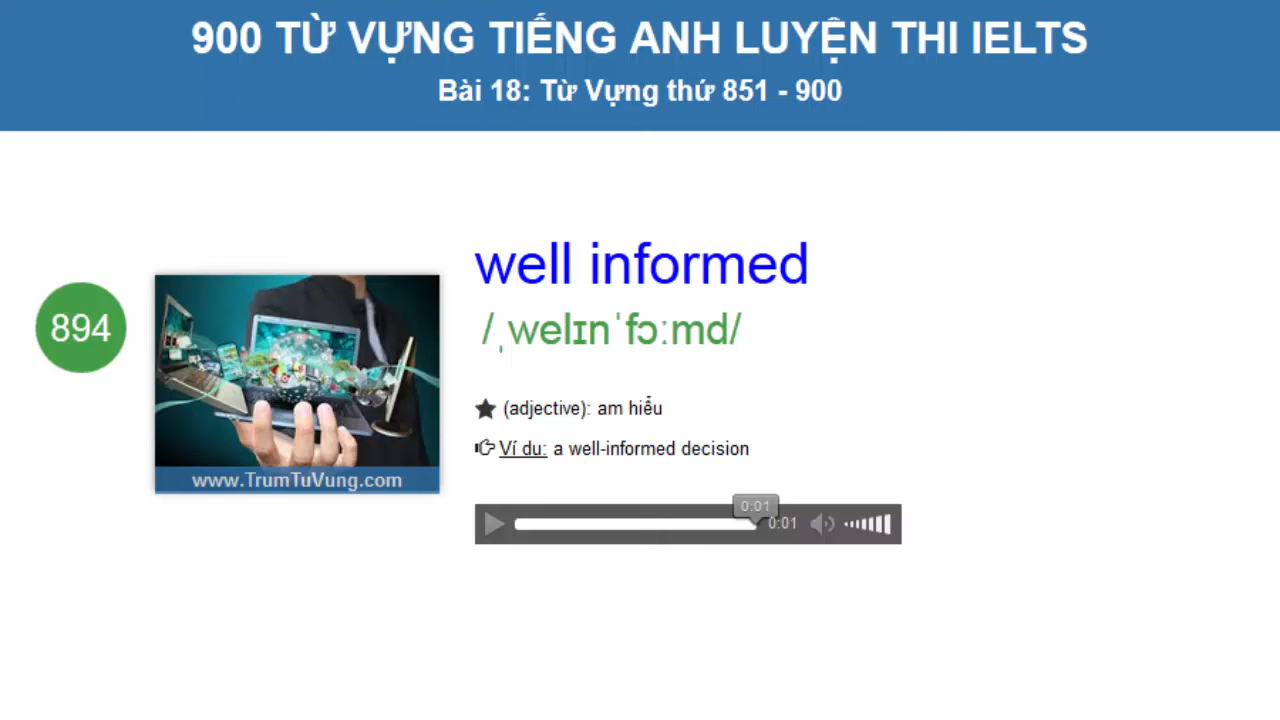 900 TỪ VỰNG TIẾNG ANH LUYỆN THI IELTS
Bài 18: Từ Vựng thứ 851 - 900
894
www.TrumTuVung.com
well informed
/ˌwelɪnˈfɔːmd/
(adjective): am hiểu
Ví dụ: a well-informed decision
0:01
0:01